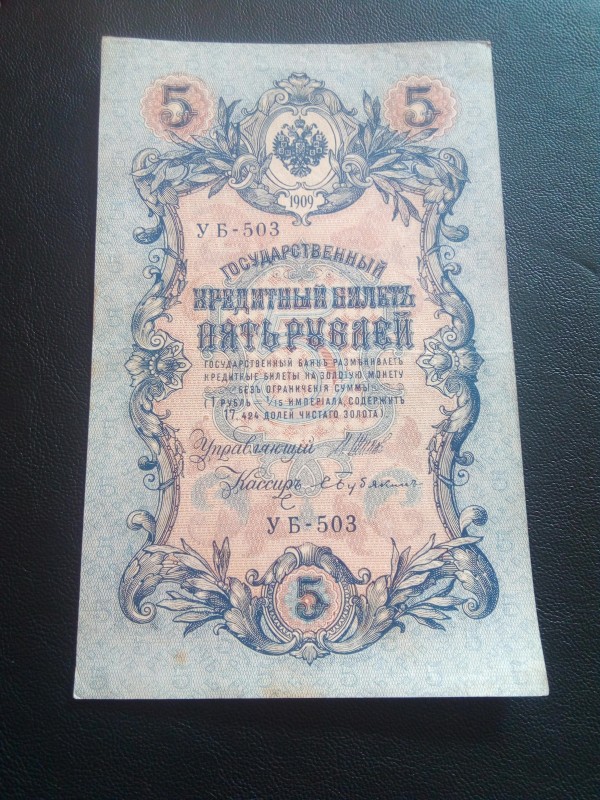 5 5
1909
УБ-503
ГОСУДАРСТВЕННЫЙ
КРЕДИТНЫЙ БИЛЕТЪ
ПЯТЬ РУБЛЕЙ
ГОСУДАРСТВЕННЫЙ БАНКЪ РАЗМѢНИВАЕТЪ
КРЕДИТНЫЕ БИЛЕТЫ НА ЗОЛОТУЮ МОНЕТУ
БЕЗЪ ОГРАНИЧЕНІЯ СУММЫ
(1 РУБЛЬ = 1/15 ИМПЕРІАЛА, СОДЕРЖИТЪ
17,424 ДОЛЕЙ ЧИСТАГО ЗОЛОТА).
Управляющій
Кассиръ
УБ-503
5